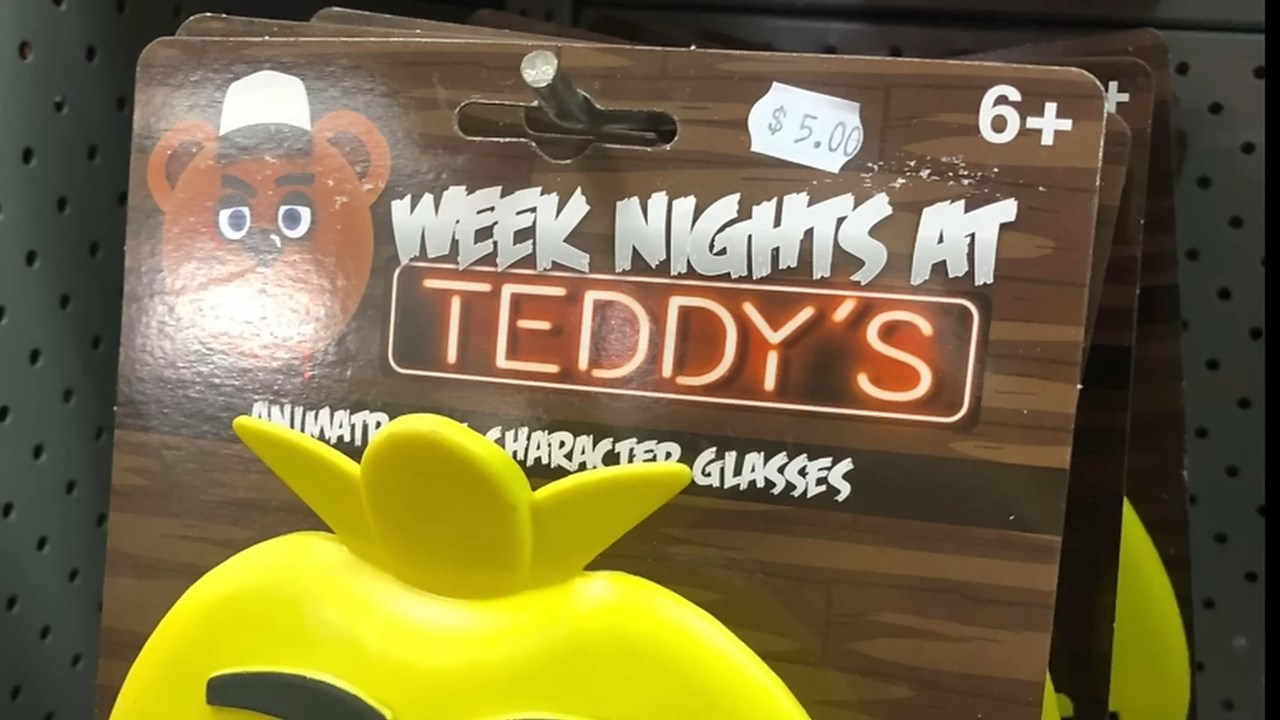 $ 5.00
6+
WEEK NIGHTS AT
TEDDY'S
CHARACTER GLASSES